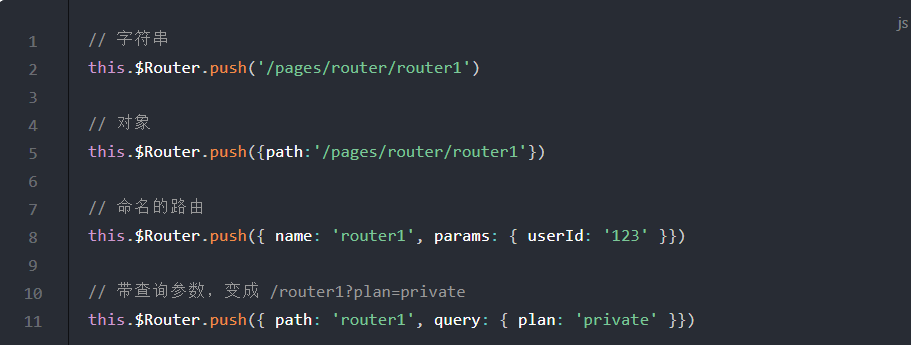 js
1 // 字符串
2 this.$Router.push('/pages/router/router1')
3
4 // 对象
5 this.$Router.push({path:'/pages/router/router1'})
6
7 // 命名的路由
8 this.$Router.push({ name: 'router1', params: { userId: '123' }})
9
10 // 带查询参数，变成 /router1?plan=private
11 this.$Router.push({ path: 'router1', query: { plan: 'private' }})